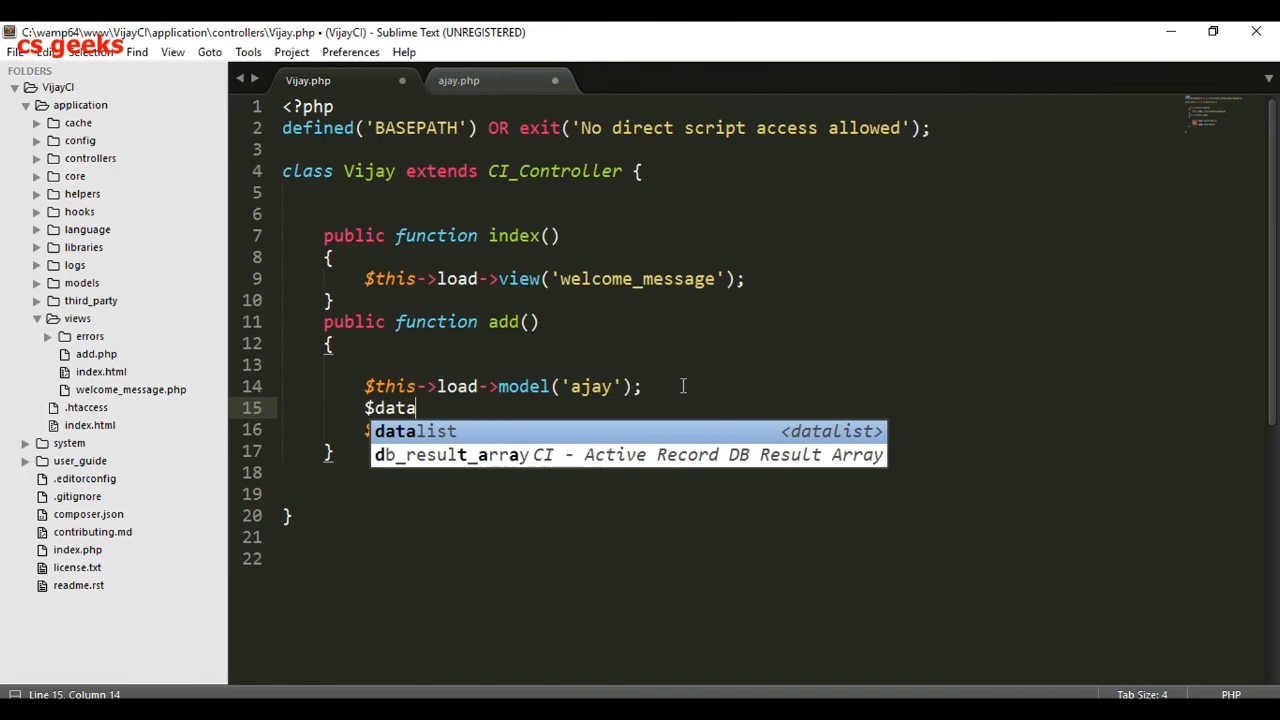 C:\wamp64\www\VijayCI\application\controllers\Vijay.php • (VijayCI) - Sublime Text (UNREGISTERED)
cs geeks
File Edit Selection Find View Goto Tools Project Preferences Help
FOLDERS
VijayCI
application
cache
config
controllers
core
helpers
hooks
language
libraries
logs
models
third_party
views
errors
add.php
index.html
welcome_message.php
.htaccess
index.html
system
user_guide
.editorconfig
.gitignore
composer.json
contributing.md
index.php
license.txt
readme.rst
Vijay.php
ajay.php
1 <?php
2 defined('BASEPATH') OR exit('No direct script access allowed');
3
4 class Vijay extends CI_Controller {
5
6
7 public function index()
8 {
9 $this->load->view('welcome_message');
10 }
11 public function add()
12 {
13
14 $this->load->model('ajay');
15 $data
datalist <datalist>
16 $
db_result_array CI - Active Record DB Result Array
17 }
18
19
20 }
21
22
Line 15, Column 14
Tab Size: 4
PHP